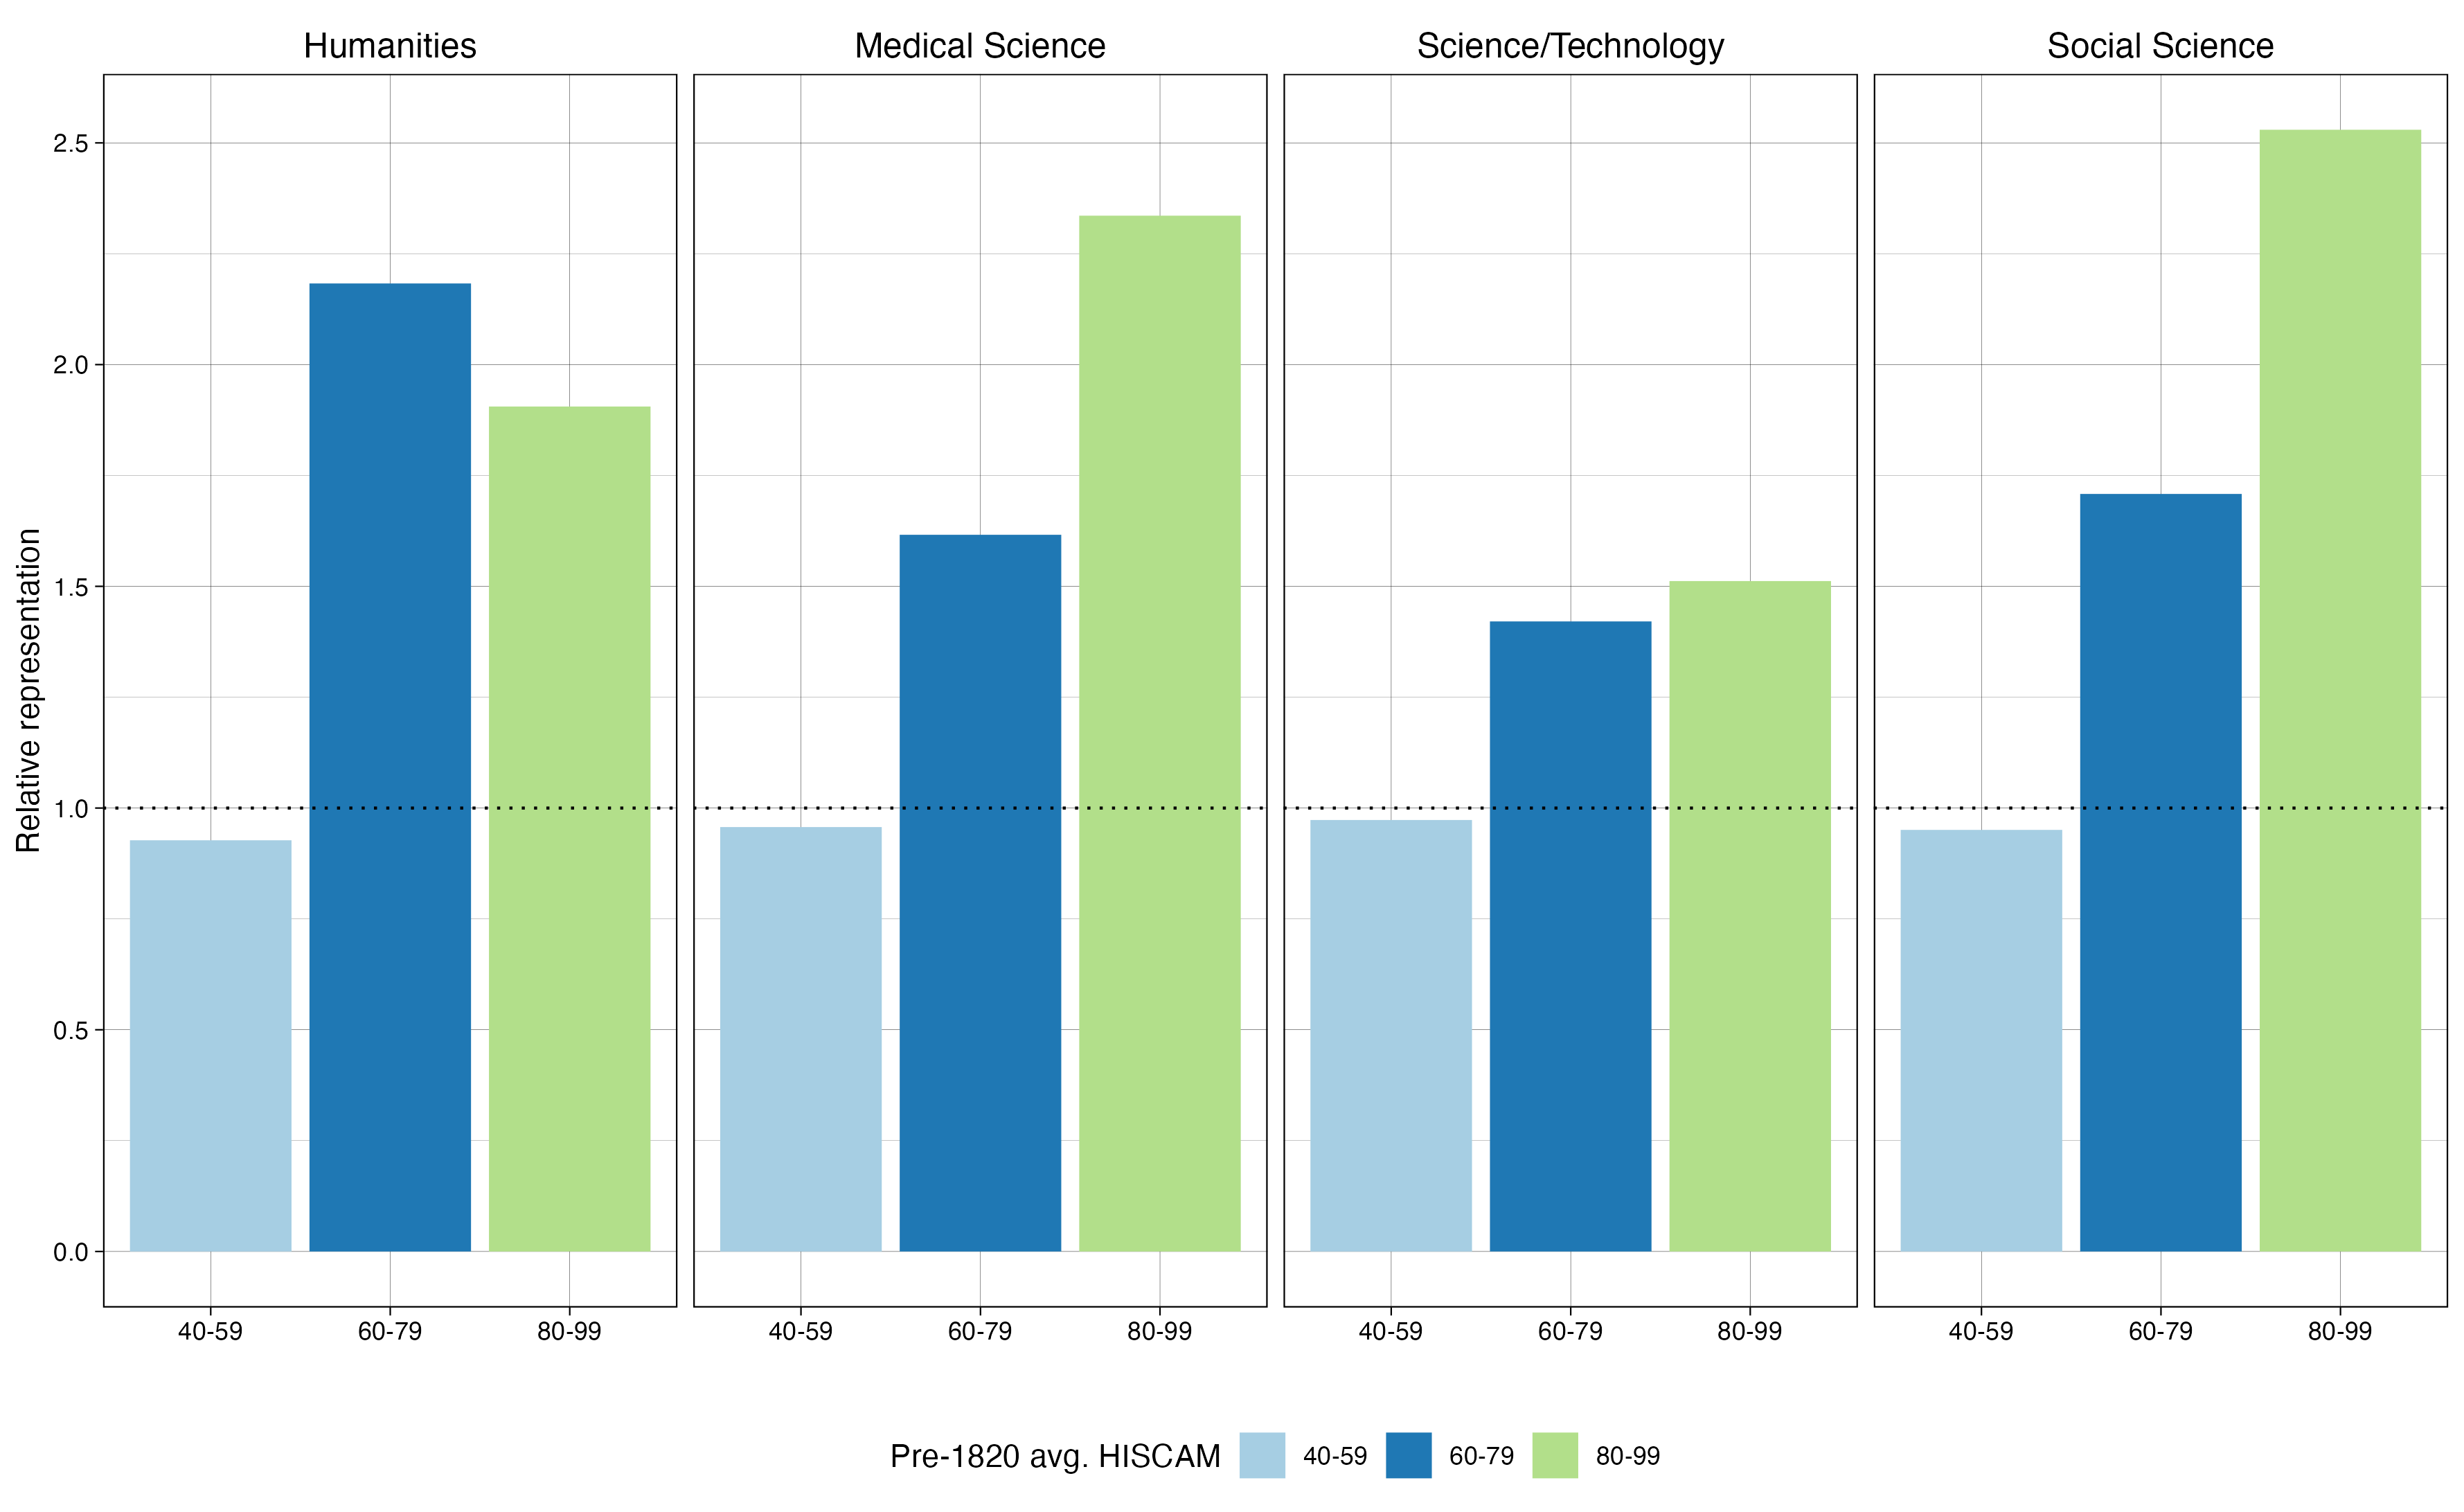 Humanities Medical Science Science/Technology Social Science
Relative representation
2.5
2.0
1.5
1.0
0.5
0.0
40-59 60-79 80-99 40-59 60-79 80-99 40-59 60-79 80-99 40-59 60-79 80-99
Pre-1820 avg. HISCAM 40-59 60-79 80-99